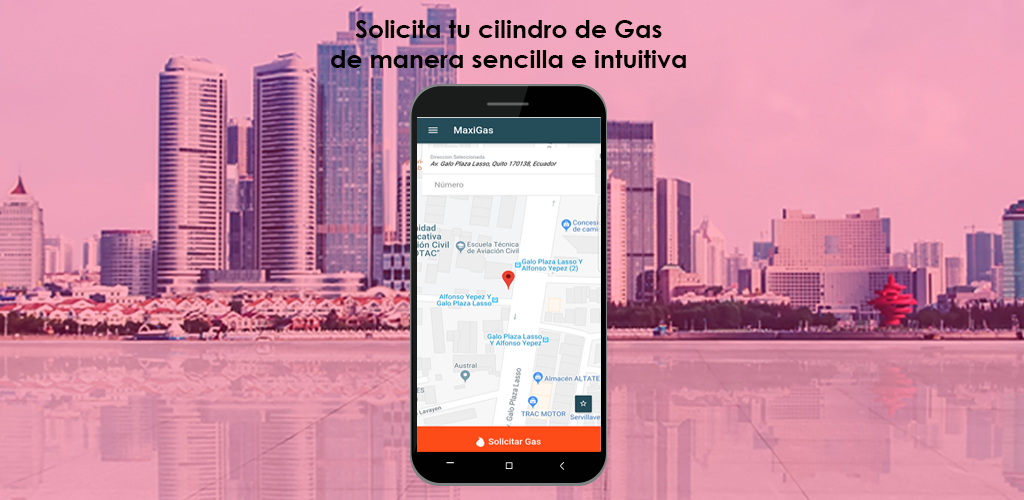 Solicita tu cilindro de Gas
de manera sencilla e intuitiva
MaxiGas
Direccion Seleccionada
Av. Galo Plaza Lasso, Quito 170138, Ecuador
Número
idad
cativa
ión Civil
OTAC"
Escuela Técnica
de Aviación Civil
Concesi
de cami
Galo Plaza Lasso Y
Alfonso Yepez (2)
Alfonso Yepez Y
Galo Plaza Lasso
Galo Plaza Lasso
Y Alfonso Yepez
Austral
Almacén ALTATE
Galo Plaza Lasso
TRAC MOTOR
Servillave
Lavayen
ES
Solicitar Gas